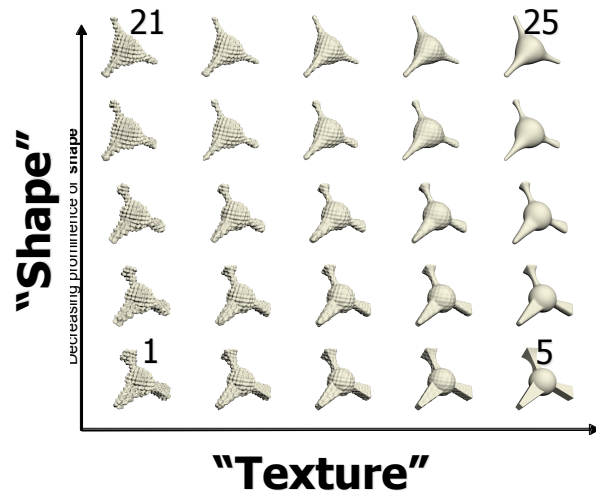 21
25
“Shape”
Decreasing prominence of shape
1
5
“Texture”